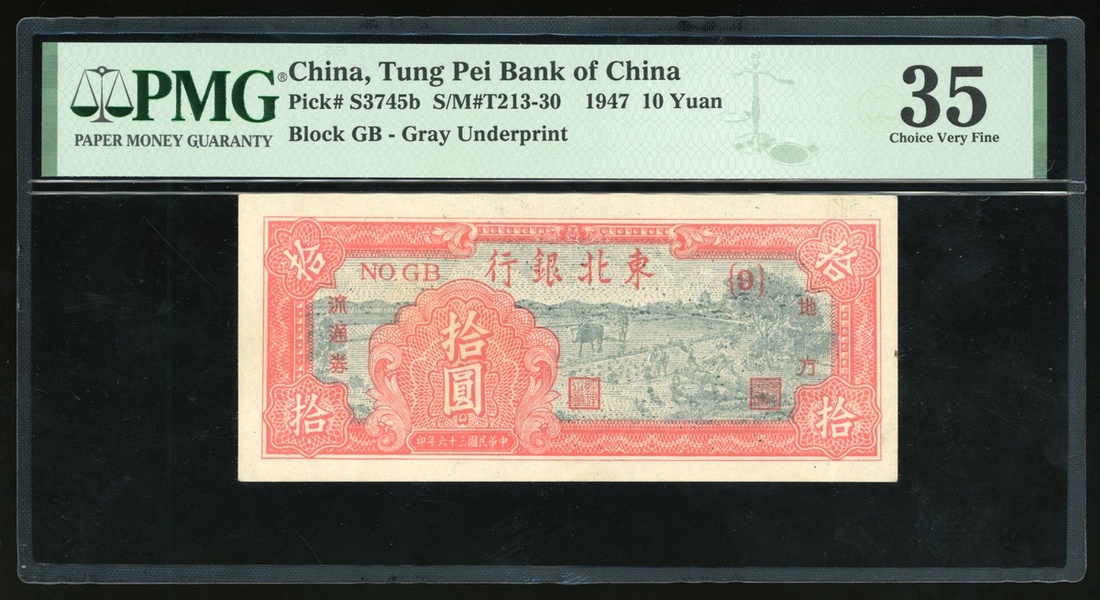 PMG®
PAPER MONEY GUARANTY
China, Tung Pei Bank of China
Pick# S3745b S/M#T213-30 1947 10 Yuan
Block GB - Gray Underprint
35
Choice Very Fine
拾
行銀北東
拾
NO GB
(9)
流通券
地方
拾圓
拾
拾
印年六十三國民華中